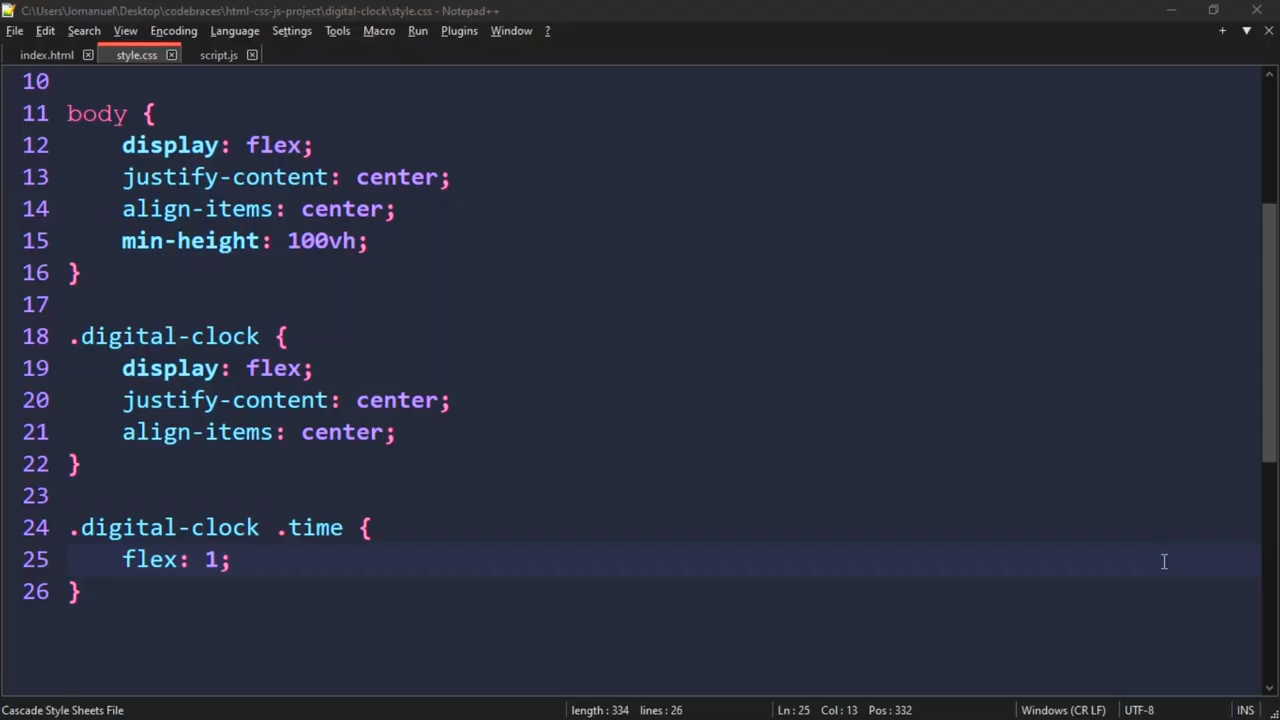 C:\Users\lomanuel\Desktop\codebraces\html-css-js-project\digital-clock\style.css - Notepad++
File Edit Search View Encoding Language Settings Tools Macro Run Plugins Window ?
index.html style.css script.js
10
11 body {
12 display: flex;
13 justify-content: center;
14 align-items: center;
15 min-height: 100vh;
16 }
17
18 .digital-clock {
19 display: flex;
20 justify-content: center;
21 align-items: center;
22 }
23
24 .digital-clock .time {
25 flex: 1;
26 }
Cascade Style Sheets File length : 334 lines : 26 Ln : 25 Col : 13 Pos : 332 Windows (CR LF) UTF-8 INS